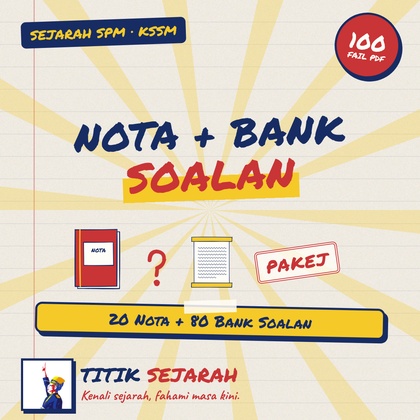 SEJARAH SPM · KSSM
100
FAIL PDF
NOTA + BANK
SOALAN
NOTA
?
PAKEJ
20 NOTA + 80 BANK SOALAN
TITIK SEJARAH
Kenali sejarah, fahami masa kini.